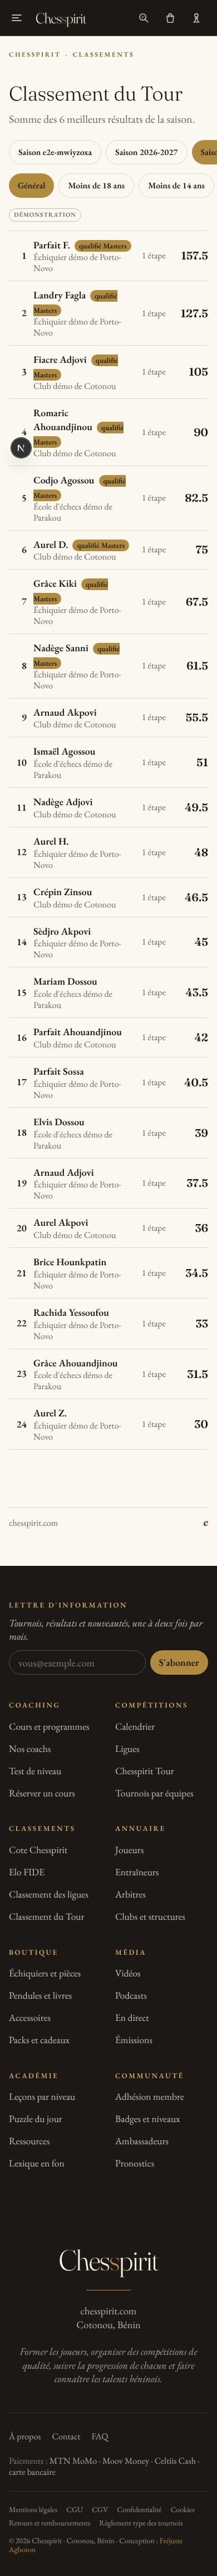 Chesspirit
CHESSPIRIT - CLASSEMENTS
Classement du Tour
Somme des 6 meilleurs résultats de la saison.
Saison e2e-mwiyzoxa
Saison 2026-2027
Général
Moins de 18 ans
Moins de 14 ans
DÉMONSTRATION
1 Parfait F. qualifié Masters 1 étape 157.5
Échiquier démo de Porto-
Novo
2 Landry Fagla qualifié
Masters 1 étape 127.5
Échiquier démo de Porto-
Novo
3 Fiacre Adjovi qualifié
Masters 1 étape 105
Club démo de Cotonou
Romaric
4 Ahouandjinou qualifié
Masters 1 étape 90
Club démo de Cotonou
N
5 Codjo Agossou qualifié
Masters 1 étape 82.5
École d'échecs démo de
Parakou
6 Aurel D. qualifié Masters 1 étape 75
Club démo de Cotonou
7 Grâce Kiki qualifié
Masters 1 étape 67.5
Échiquier démo de Porto-
Novo
8 Nadège Sanni qualifié
Masters 1 étape 61.5
Échiquier démo de Porto-
Novo
9 Arnaud Akpovi 1 étape 55.5
Club démo de Cotonou
10 Ismaël Agossou 1 étape 51
École d'échecs démo de
Parakou
11 Nadège Adjovi 1 étape 49.5
Club démo de Cotonou
12 Aurel H. 1 étape 48
Échiquier démo de Porto-
Novo
13 Crépin Zinsou 1 étape 46.5
Club démo de Cotonou
14 Sèdjro Akpovi 1 étape 45
Échiquier démo de Porto-
Novo
15 Mariam Dossou 1 étape 43.5
École d'échecs démo de
Parakou
16 Parfait Ahouandjinou 1 étape 42
Club démo de Cotonou
17 Parfait Sossa 1 étape 40.5
Échiquier démo de Porto-
Novo
18 Elvis Dossou 1 étape 39
École d'échecs démo de
Parakou
19 Arnaud Adjovi 1 étape 37.5
Échiquier démo de Porto-
Novo
20 Aurel Akpovi 1 étape 36
Club démo de Cotonou
21 Brice Hounkpatin 1 étape 34.5
Échiquier démo de Porto-
Novo
22 Rachida Yessoufou 1 étape 33
Échiquier démo de Porto-
Novo
23 Grâce Ahouandjinou 1 étape 31.5
École d'échecs démo de
Parakou
24 Aurel Z. 1 étape 30
Échiquier démo de Porto-
Novo
chesspirit.com c
LETTRE D'INFORMATION
Tournois, résultats et nouveautés, une à deux fois par
mois.
vous@exemple.com S'abonner
COACHING
Cours et programmes
Nos coachs
Test de niveau
Réserver un cours
COMPÉTITIONS
Calendrier
Ligues
Chesspirit Tour
Tournois par équipes
CLASSEMENTS
Cote Chesspirit
Elo FIDE
Classement des ligues
Classement du Tour
ANNUAIRE
Joueurs
Entraîneurs
Arbitres
Clubs et structures
BOUTIQUE
Échiquiers et pièces
Pendules et livres
Accessoires
Packs et cadeaux
MÉDIA
Vidéos
Podcasts
En direct
Émissions
ACADÉMIE
Leçons par niveau
Puzzle du jour
Ressources
Lexique en fon
COMMUNAUTÉ
Adhésion membre
Badges et niveaux
Ambassadeurs
Pronostics
Chesspirit
chesspirit.com
Cotonou, Bénin
Former les joueurs, organiser des compétitions de
qualité, suivre la progression de chacun et faire
connaître les talents béninois.
À propos Contact FAQ
Paiements : MTN MoMo · Moov Money · Celtiis Cash ·
carte bancaire
Mentions légales CGU CGV Confidentialité Cookies
Retours et remboursements Règlement type des tournois
© 2026 Chesspirit · Cotonou, Bénin · Conception : Fréjuste
Agboton